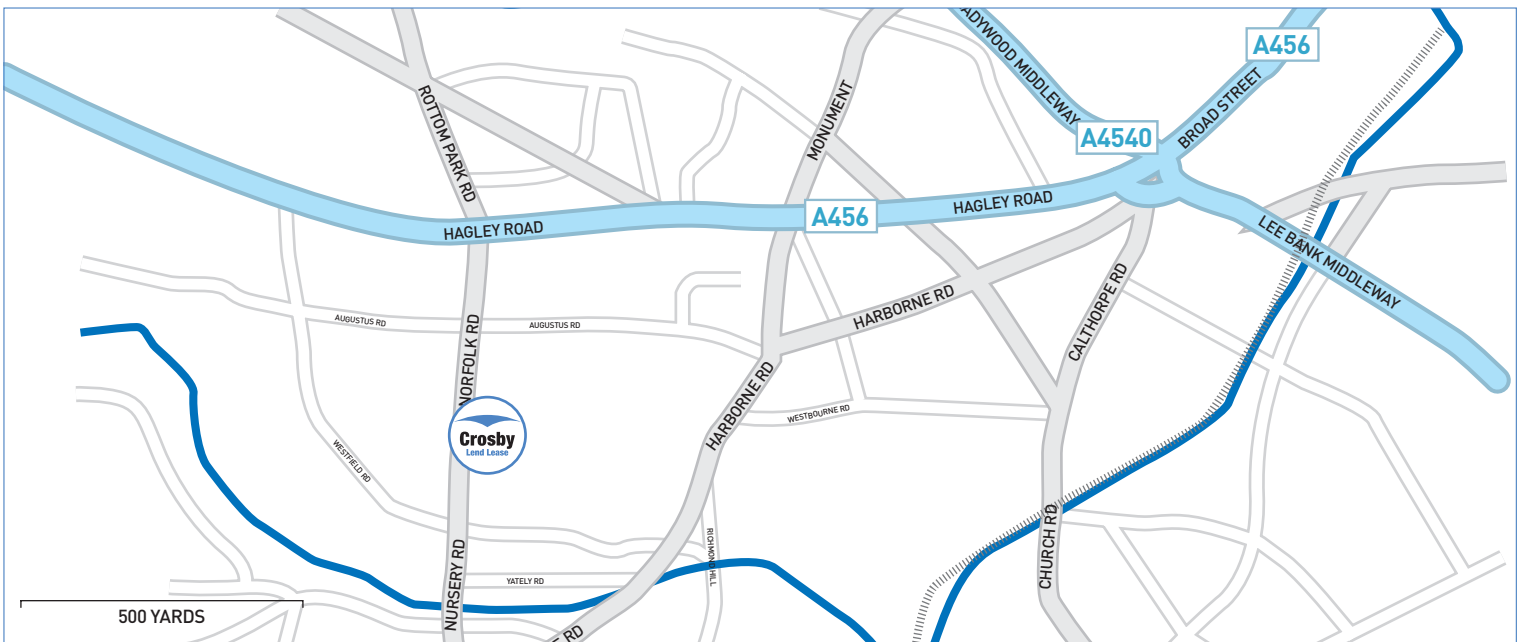 ADYWOOD MIDDLEWAY
A456
BROAD STREET
ROTTOM PARK RD
MONUMENT
A4540
HAGLEY ROAD
A456
HAGLEY ROAD
LEE BANK MIDDLEWAY
HARBORNE RD
CALTHORPE RD
AUGUSTUS RD
AUGUSTUS RD
NORFOLK RD
HARBORNE RD
WESTBOURNE RD
Crosby
Lend Lease
WESTFIELD RD
CHURCH RD
RICHMOND HILL
NURSERY RD
YATELY RD
500 YARDS
E RD